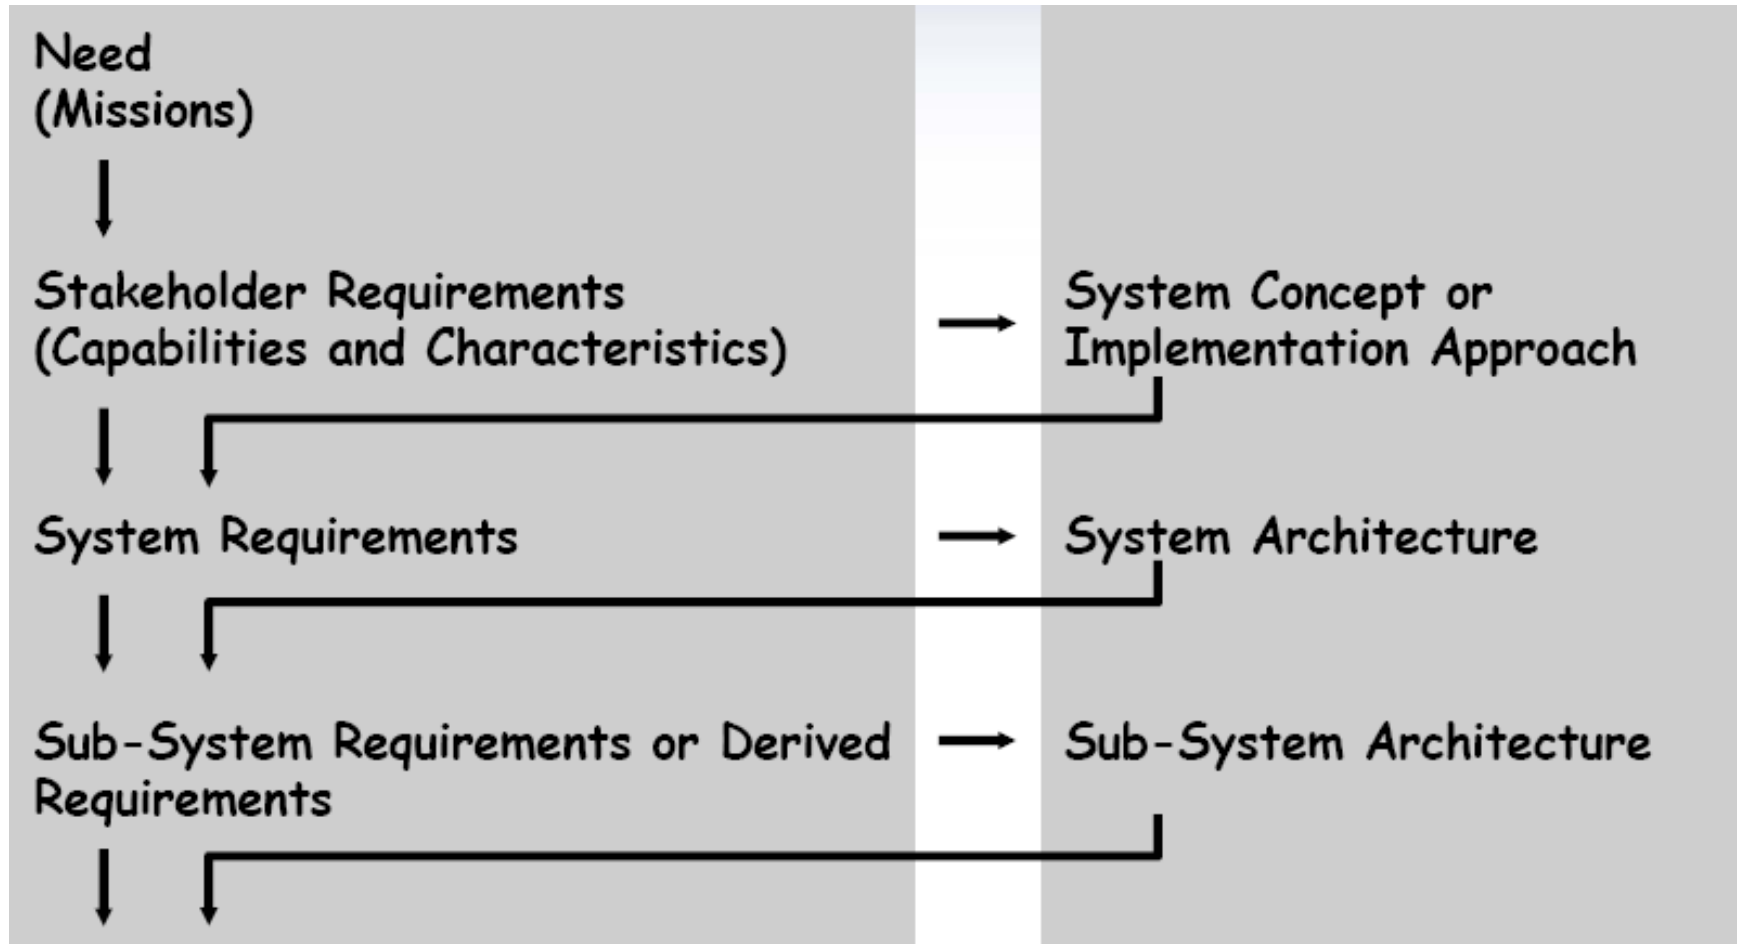 Need
(Missions)
Stakeholder Requirements
(Capabilities and Characteristics)
System Concept or
Implementation Approach
System Requirements
System Architecture
Sub-System Requirements or Derived
Requirements
Sub-System Architecture